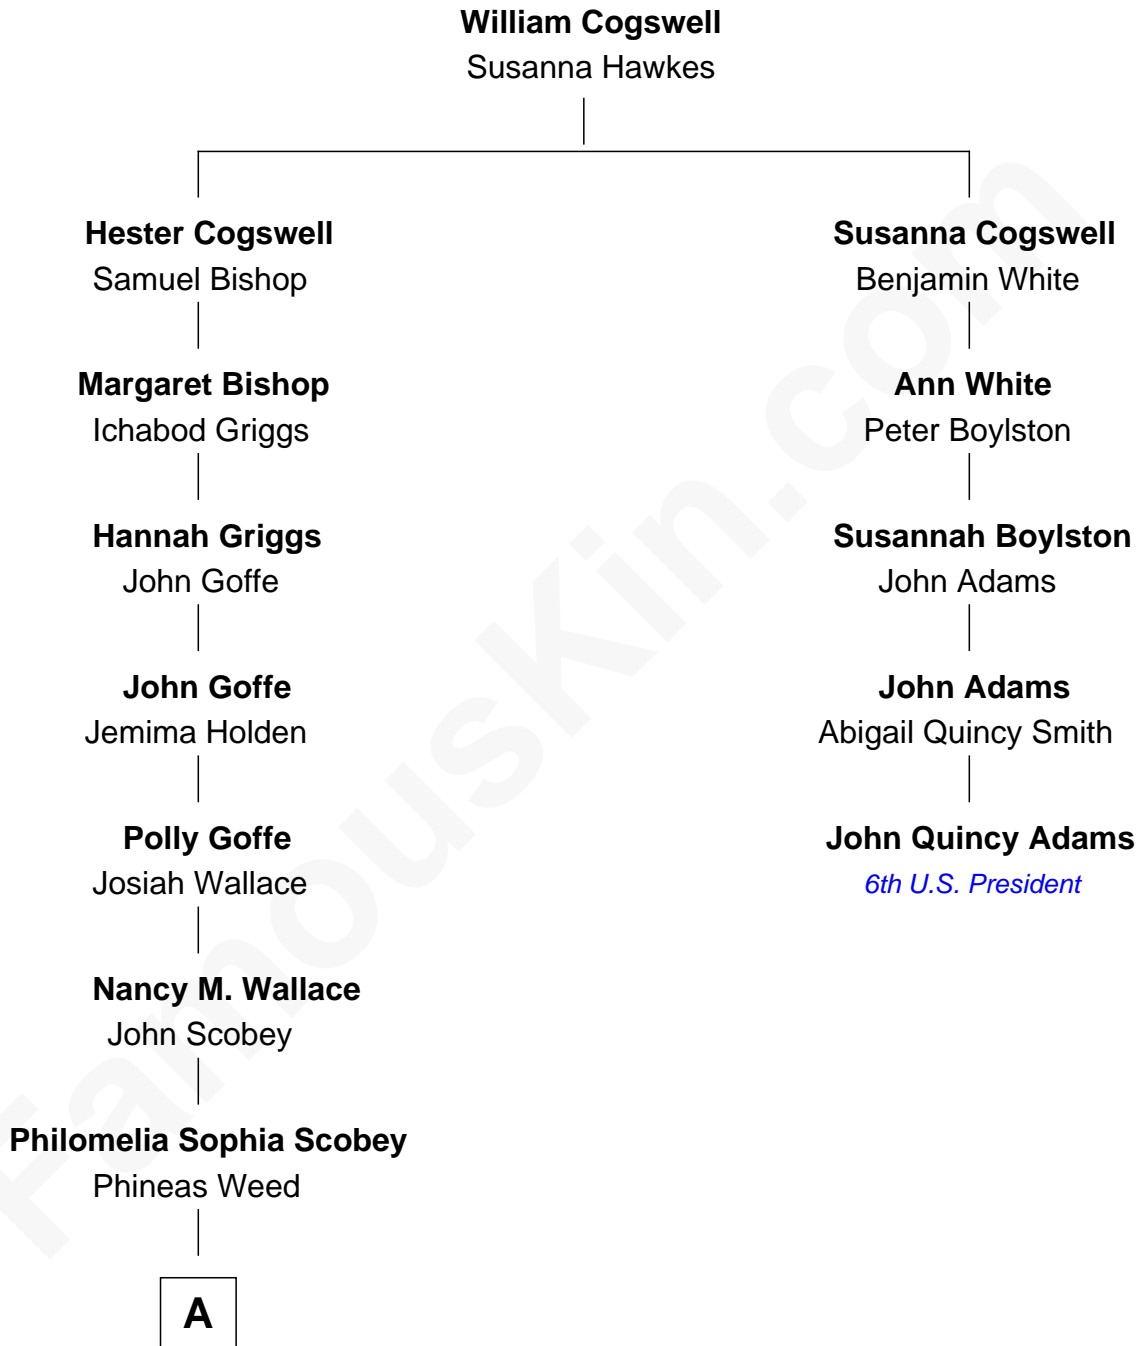 William Cogswell
Susanna Hawkes
Hester Cogswell
Samuel Bishop
Margaret Bishop
Ichabod Griggs
Hannah Griggs
John Goffe
John Goffe
Jemima Holden
Polly Goffe
Josiah Wallace
Nancy M. Wallace
John Scobey
Philomelia Sophia Scobey
Phineas Weed
A
Susanna Cogswell
Benjamin White
Ann White
Peter Boylston
Susannah Boylston
John Adams
John Adams
Abigail Quincy Smith
John Quincy Adams
6th U.S. President
FamousKin.com